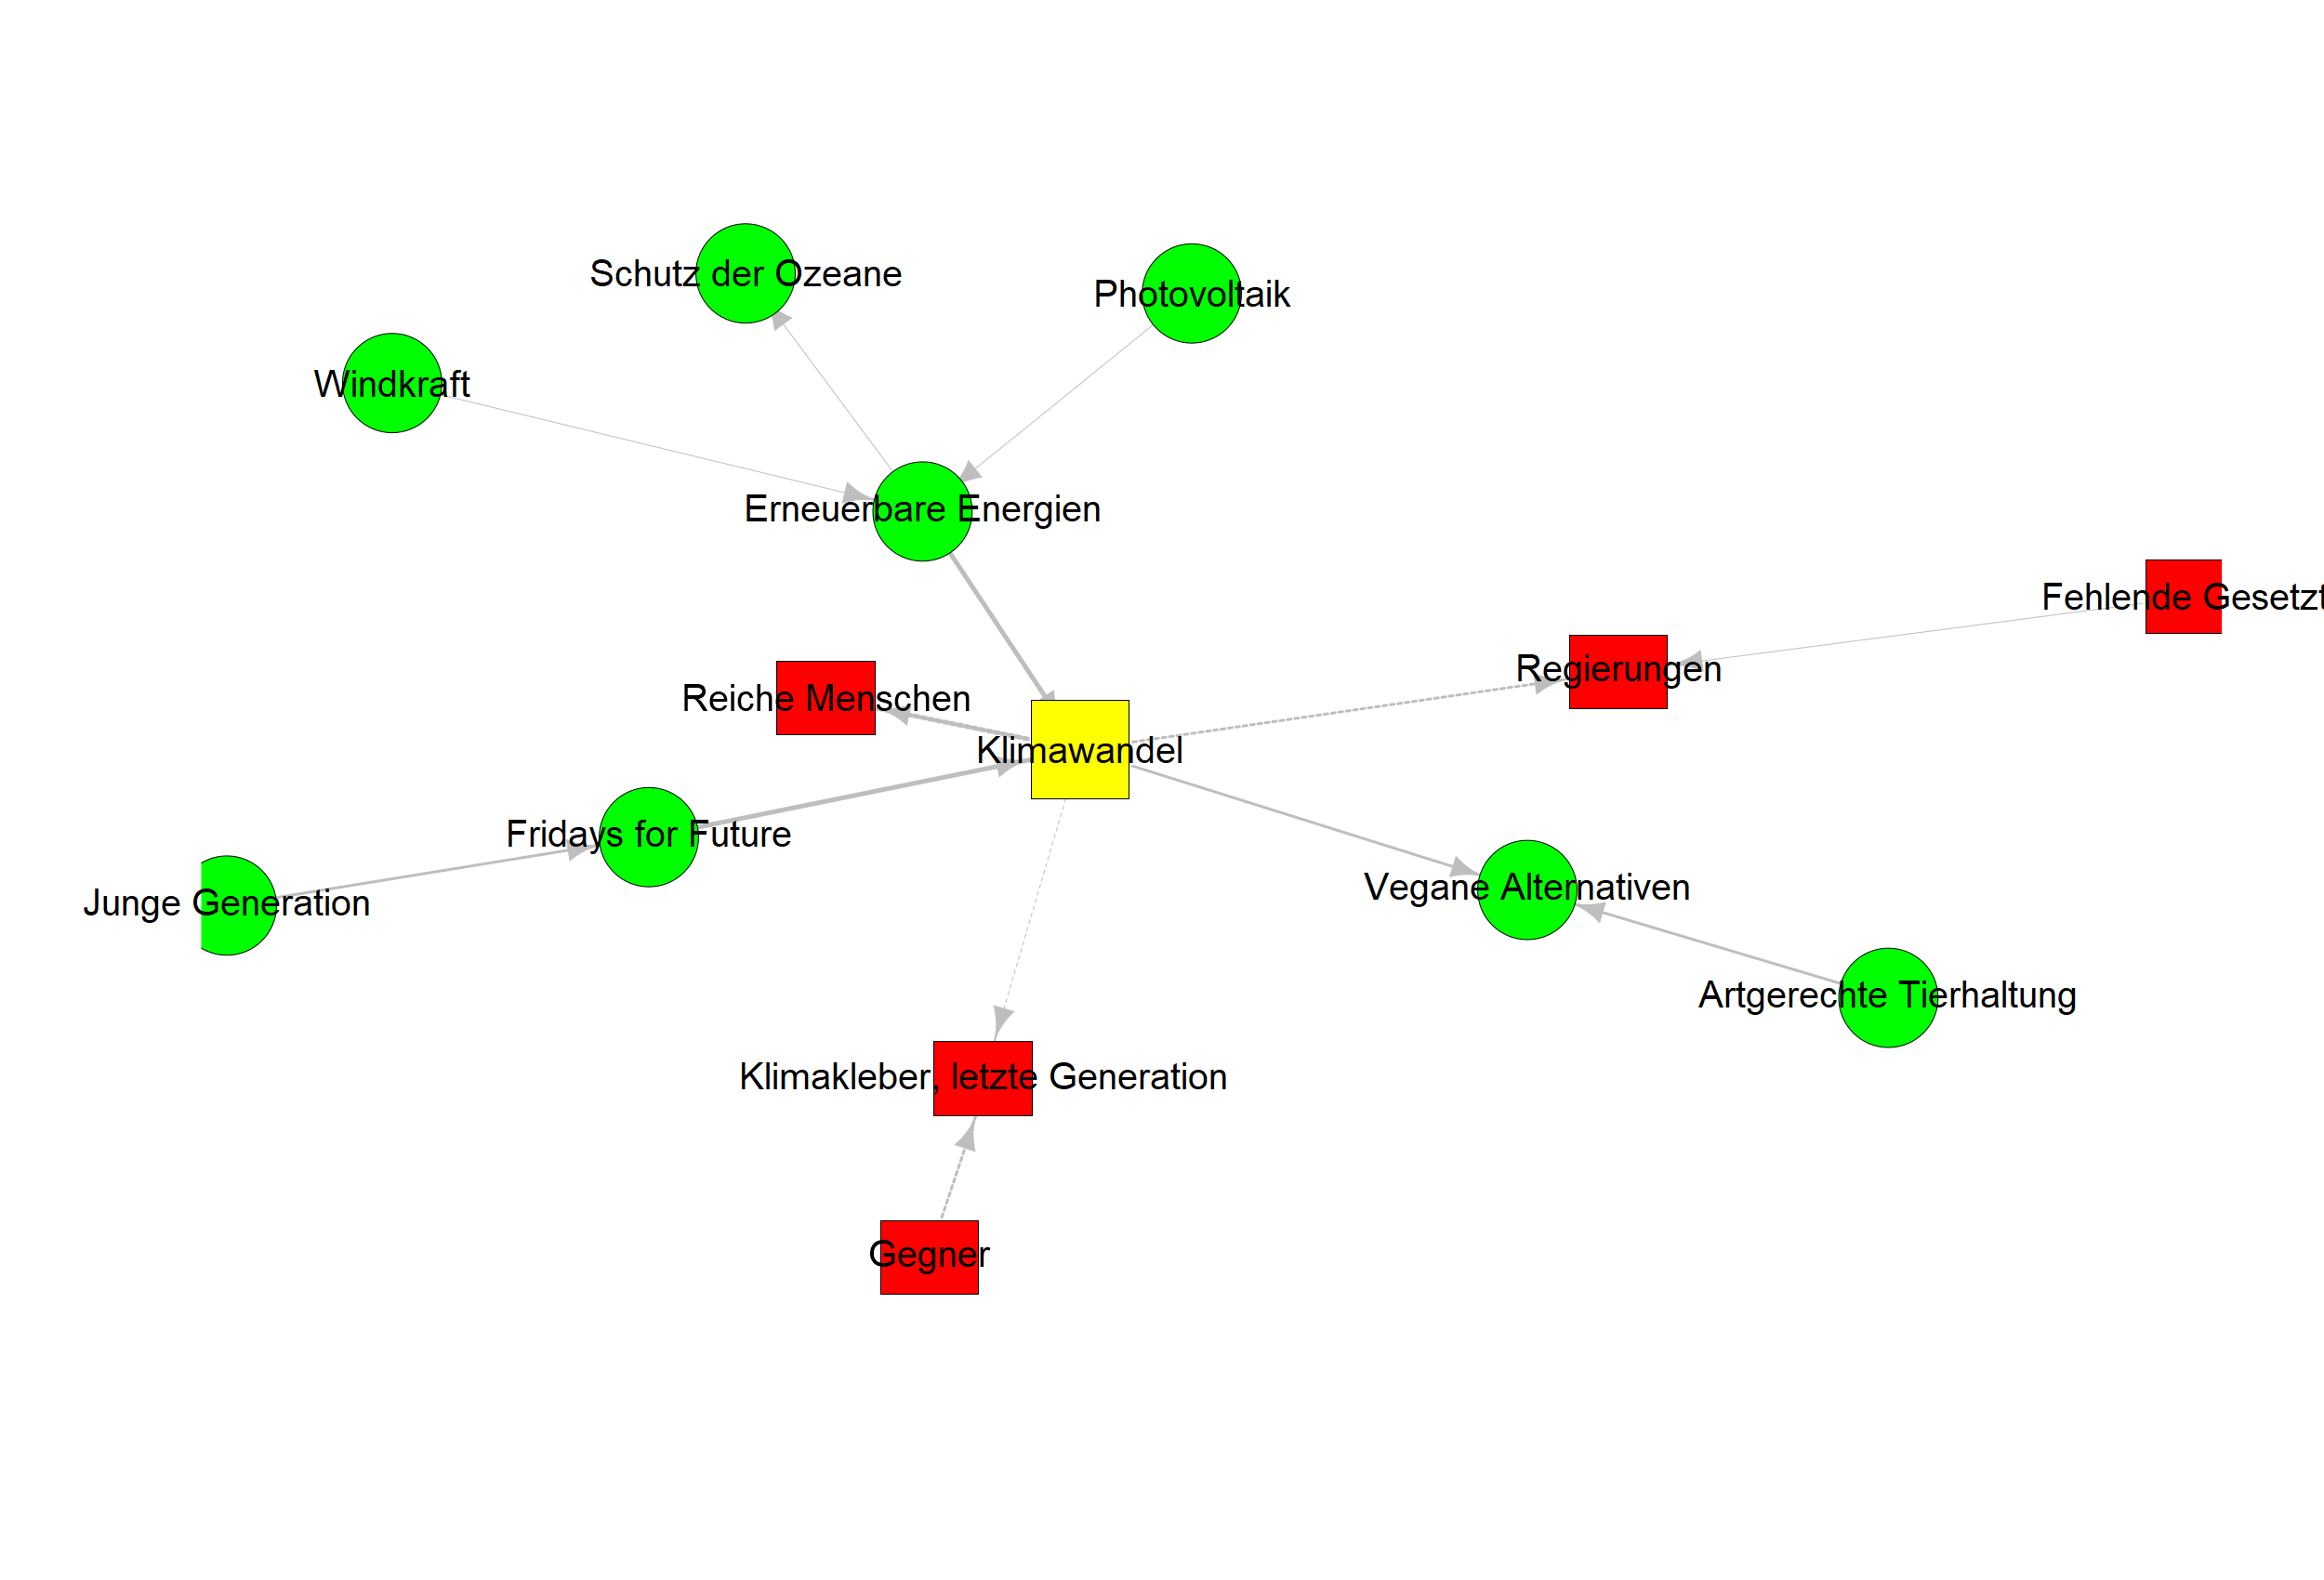 Schutz der Ozeane
Photovoltaik
Windkraft
Erneuerbare Energien
Fehlende Gesetzt
Regierungen
Reiche Menschen
Klimawandel
Fridays for Future
Vegane Alternativen
Junge Generation
Artgerechte Tierhaltung
Klimakleber, letzte Generation
Gegner